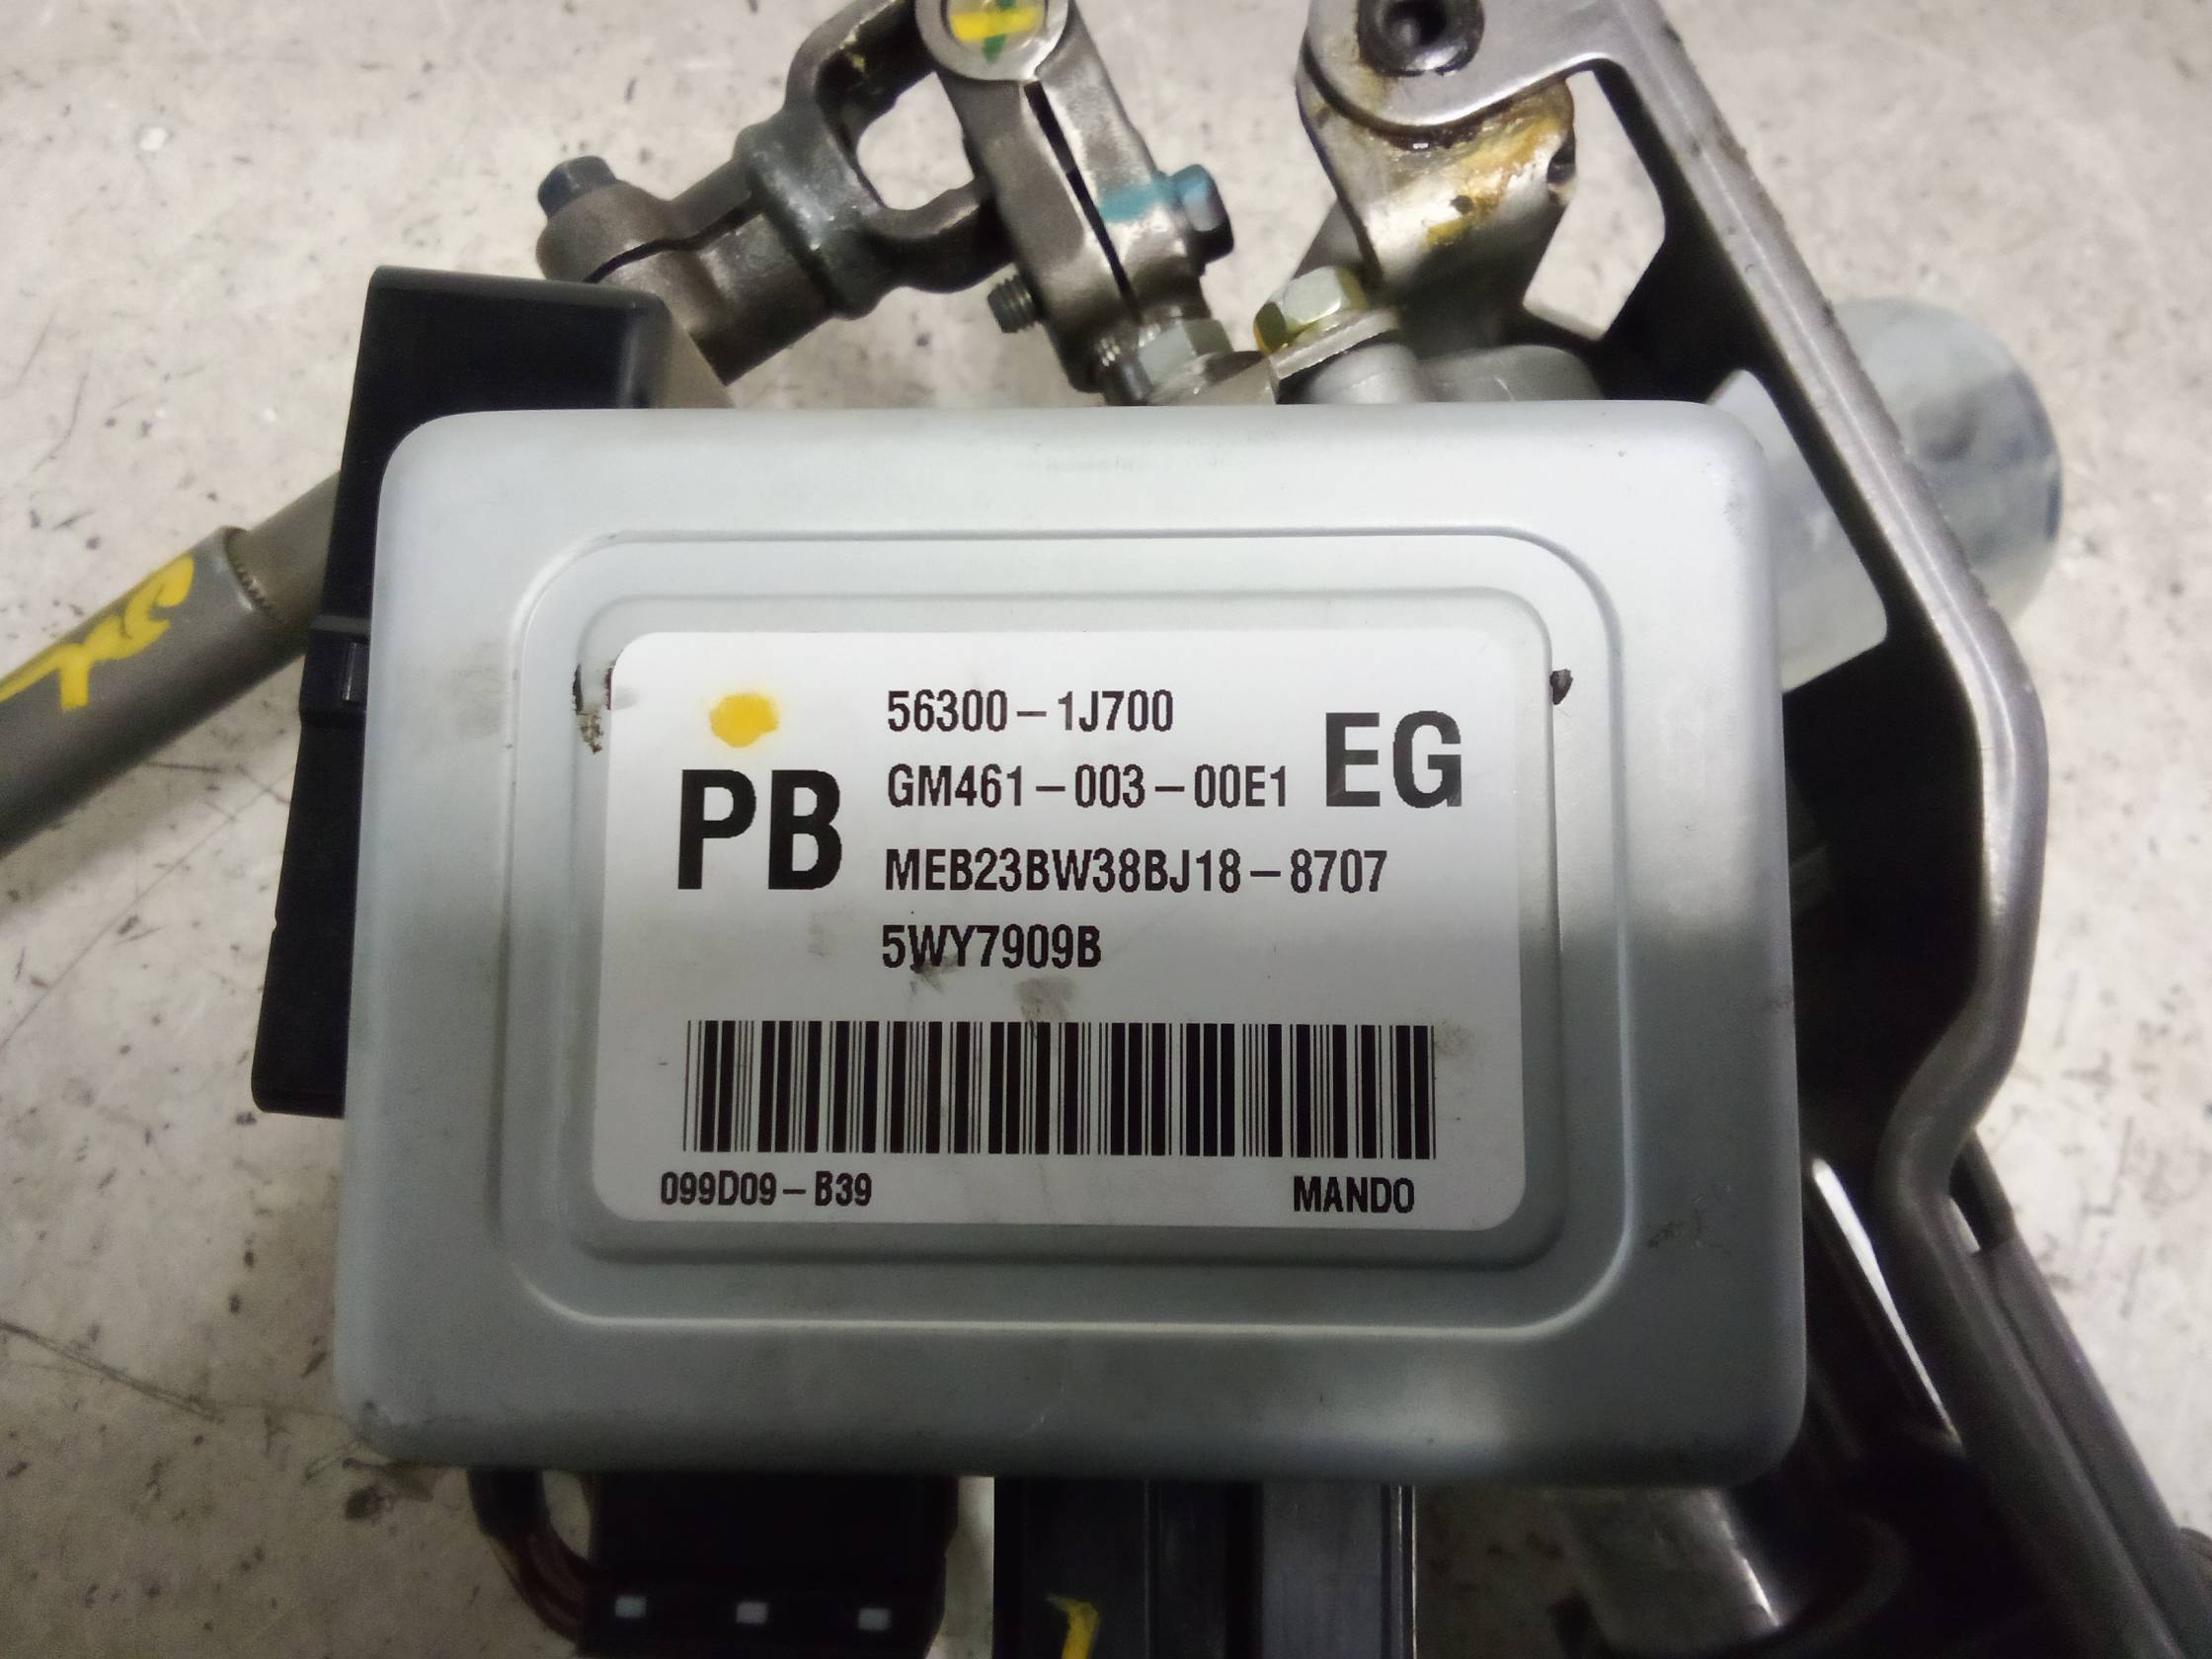 56300-1J700
PB
EG
GM461-003-00E1
MEB23BW38BJ18-8707
5WY7909B
099D09-B39
MANDO